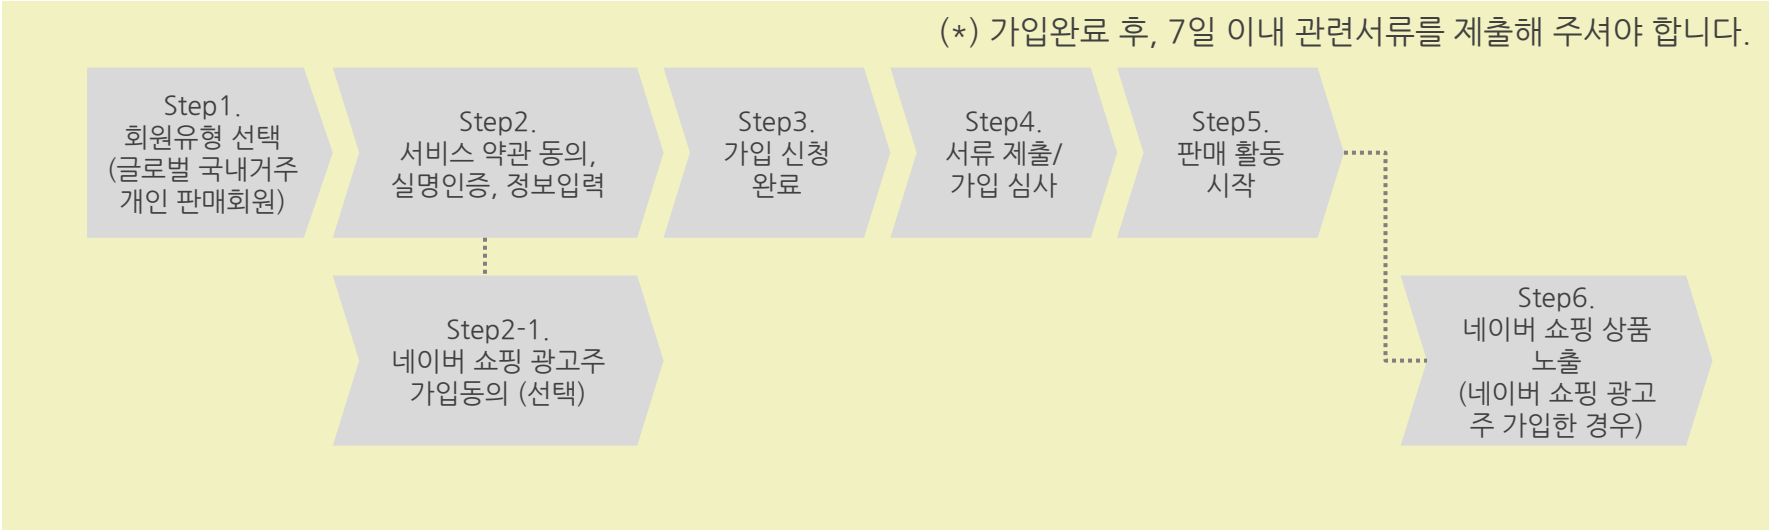 (*) 가입완료 후, 7일 이내 관련서류를 제출해 주셔야 합니다.
Step1.
회원유형 선택
(글로벌 국내거주
개인 판매회원)
Step2.
서비스 약관 동의,
실명인증, 정보입력
Step3.
가입 신청
완료
Step4.
서류 제출/
가입 심사
Step5.
판매 활동
시작
Step2-1.
네이버 쇼핑 광고주
가입동의 (선택)
Step6.
네이버 쇼핑 상품
노출
(네이버 쇼핑 광고
주 가입한 경우)